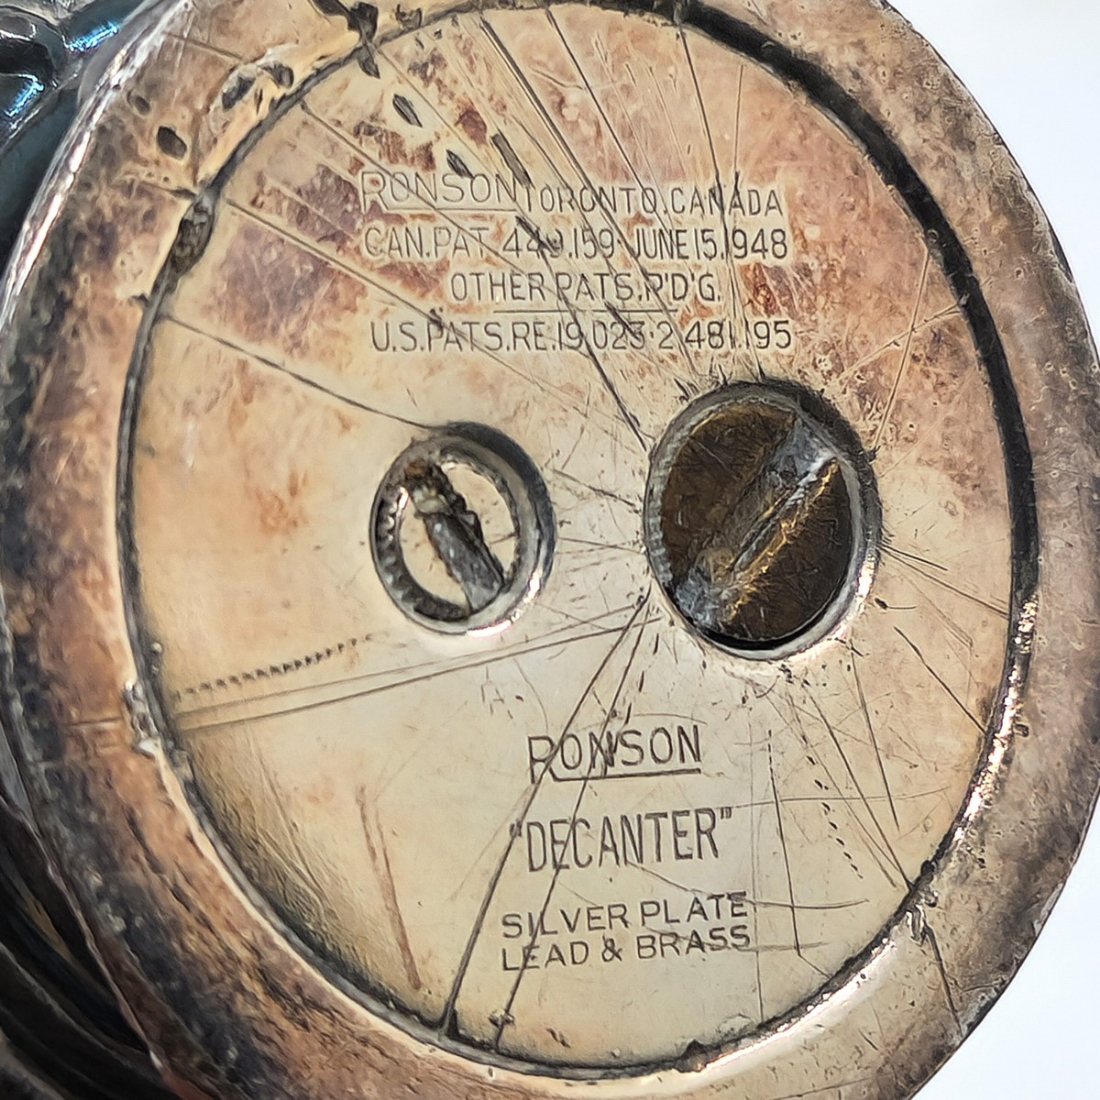 RONSON TORONTO.CANADA
CAN.PAT 449.159· JUNE 15.1948
OTHER PATS.P'D'G.
U.S.PATS.RE.19 023·2 481 195
RONSON
"DECANTER"
SILVER PLATE
LEAD & BRASS